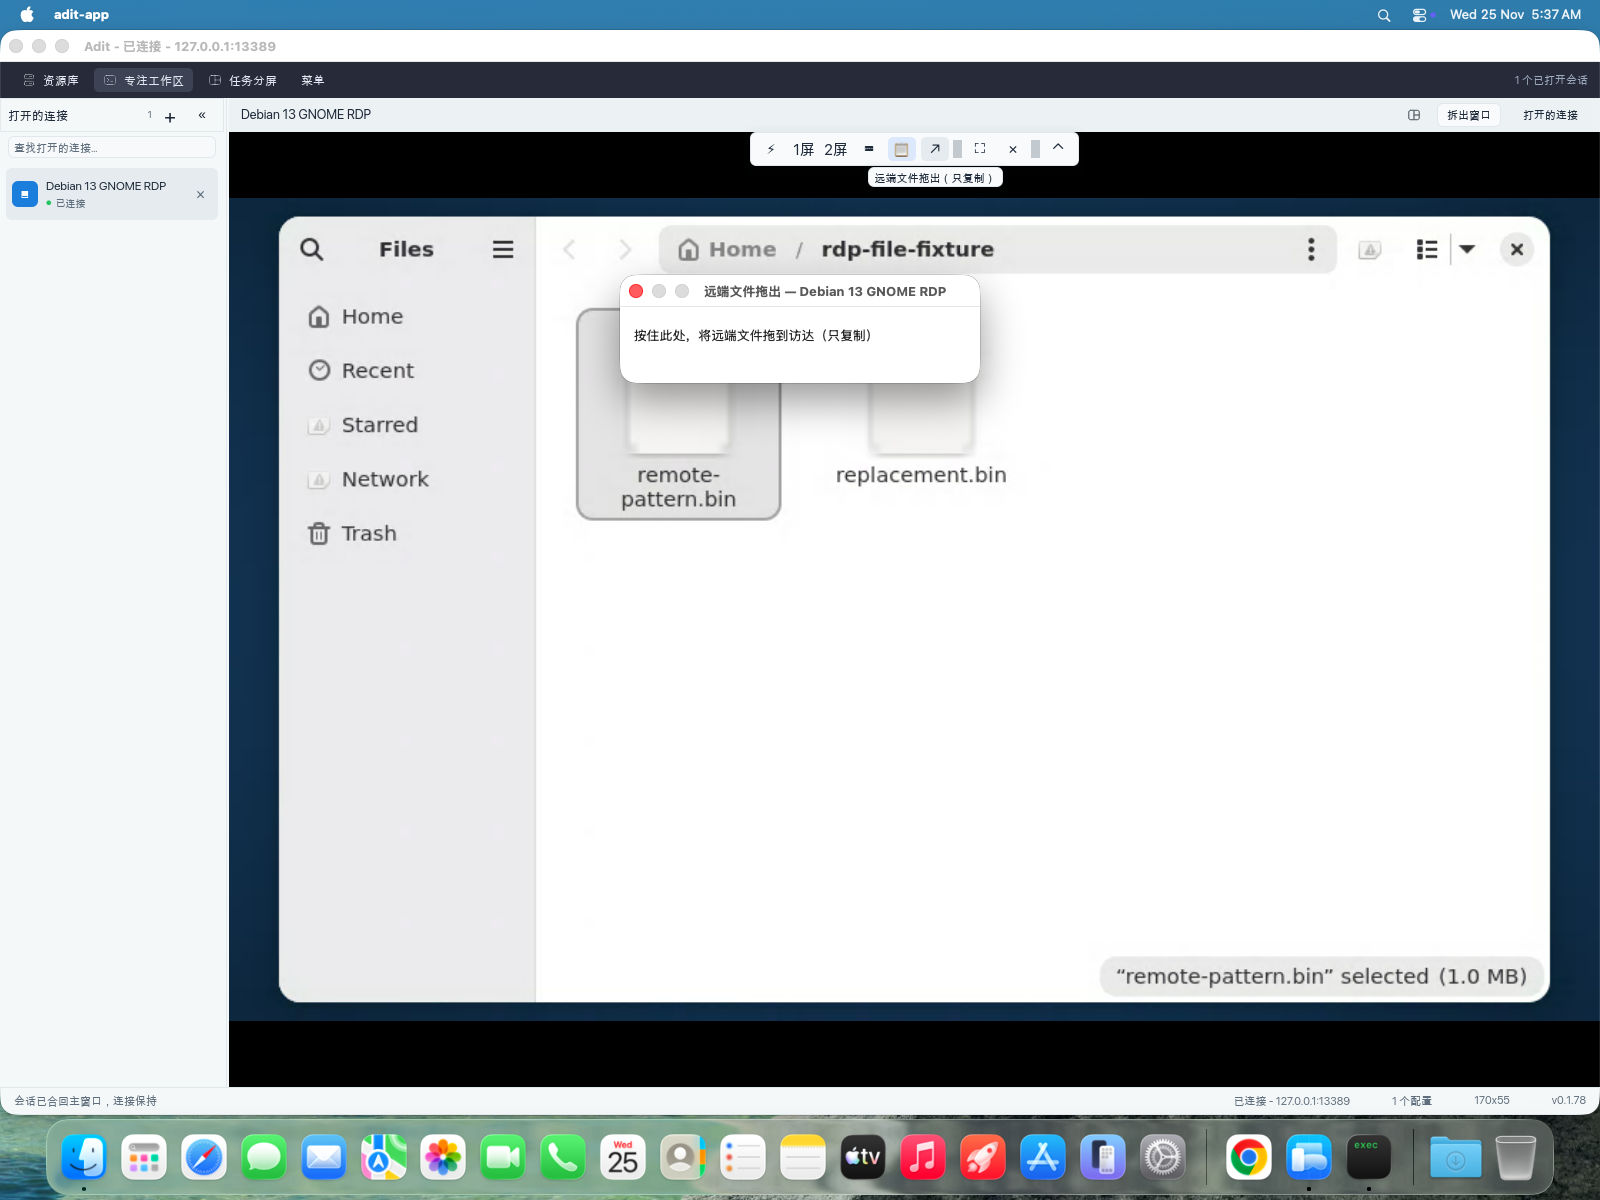 adit-app
Wed 25 Nov 5:37 AM
Adit - 已连接 - 127.0.0.1:13389
资源库
专注工作区
任务分屏
菜单
1 个已打开会话
打开的连接
1
Debian 13 GNOME RDP
拆出窗口
打开的连接
查找打开的连接...
1屏
2屏
远端文件拖出（只复制）
Debian 13 GNOME RDP
已连接
Files
Home / rdp-file-fixture
远端文件拖出 — Debian 13 GNOME RDP
按住此处，将远端文件拖到访达（只复制）
Home
Recent
Starred
Network
Trash
remote-
pattern.bin
replacement.bin
“remote-pattern.bin” selected (1.0 MB)
会话已合回主窗口，连接保持
已连接 - 127.0.0.1:13389
1 个配置
170x55
v0.1.78
Wed
25
tv
exec